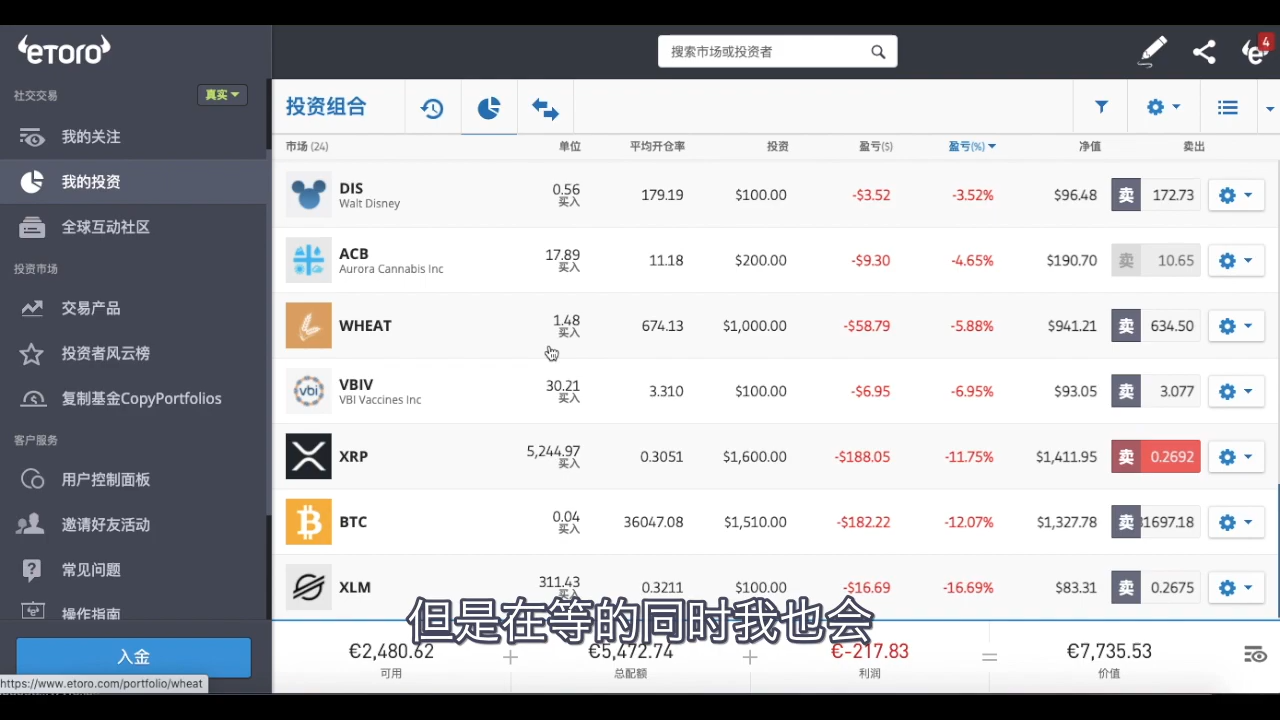 eToro
搜索市场或投资者
4
社交交易
真实
我的关注
我的投资
全球互动社区
投资市场
交易产品
投资者风云榜
复制基金CopyPortfolios
客户服务
用户控制面板
邀请好友活动
常见问题
操作指南
入金
https://www.etoro.com/portfolio/wheat
投资组合
市场 (24) 单位 平均开仓率 投资 盈亏($) 盈亏(%) 净值 卖出
DIS 0.56 179.19 $100.00 -$3.52 -3.52% $96.48 卖 172.73
Walt Disney 买入
ACB 17.89 11.18 $200.00 -$9.30 -4.65% $190.70 卖 10.65
Aurora Cannabis Inc 买入
WHEAT 1.48 674.13 $1,000.00 -$58.79 -5.88% $941.21 卖 634.50
买入
VBIV 30.21 3.310 $100.00 -$6.95 -6.95% $93.05 卖 3.077
VBI Vaccines Inc 买入
vbi
XRP 5,244.97 0.3051 $1,600.00 -$188.05 -11.75% $1,411.95 卖 0.2692
买入
BTC 0.04 36047.08 $1,510.00 -$182.22 -12.07% $1,327.78 卖 31697.18
买入
XLM 311.43 0.3211 $100.00 -$16.69 -16.69% $83.31 卖 0.2675
买入
但是在等的同时我也会
€2,480.62 + €5,472.74 + €-217.83 = €7,735.53
可用 总配额 利润 价值